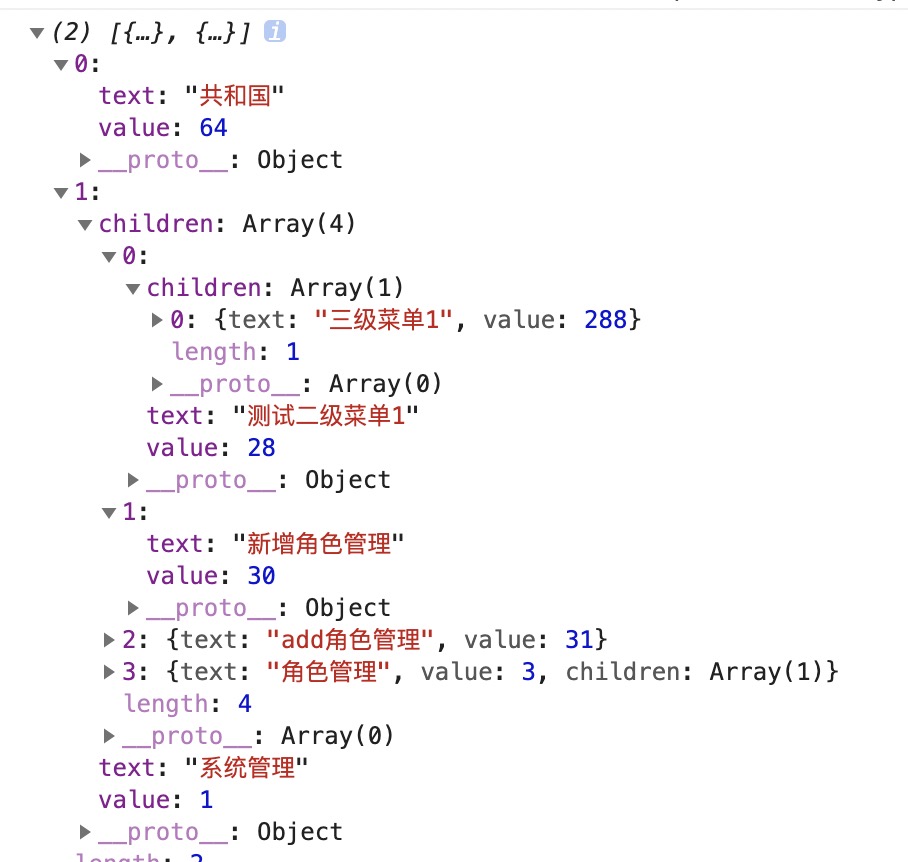 (2) [{…}, {…}] i
0:
text: "共和国"
value: 64
__proto__: Object
1:
children: Array(4)
0:
children: Array(1)
0: {text: "三级菜单1", value: 288}
length: 1
__proto__: Array(0)
text: "测试二级菜单1"
value: 28
__proto__: Object
1:
text: "新增角色管理"
value: 30
__proto__: Object
2: {text: "add角色管理", value: 31}
3: {text: "角色管理", value: 3, children: Array(1)}
length: 4
__proto__: Array(0)
text: "系统管理"
value: 1
__proto__: Object
length: 2